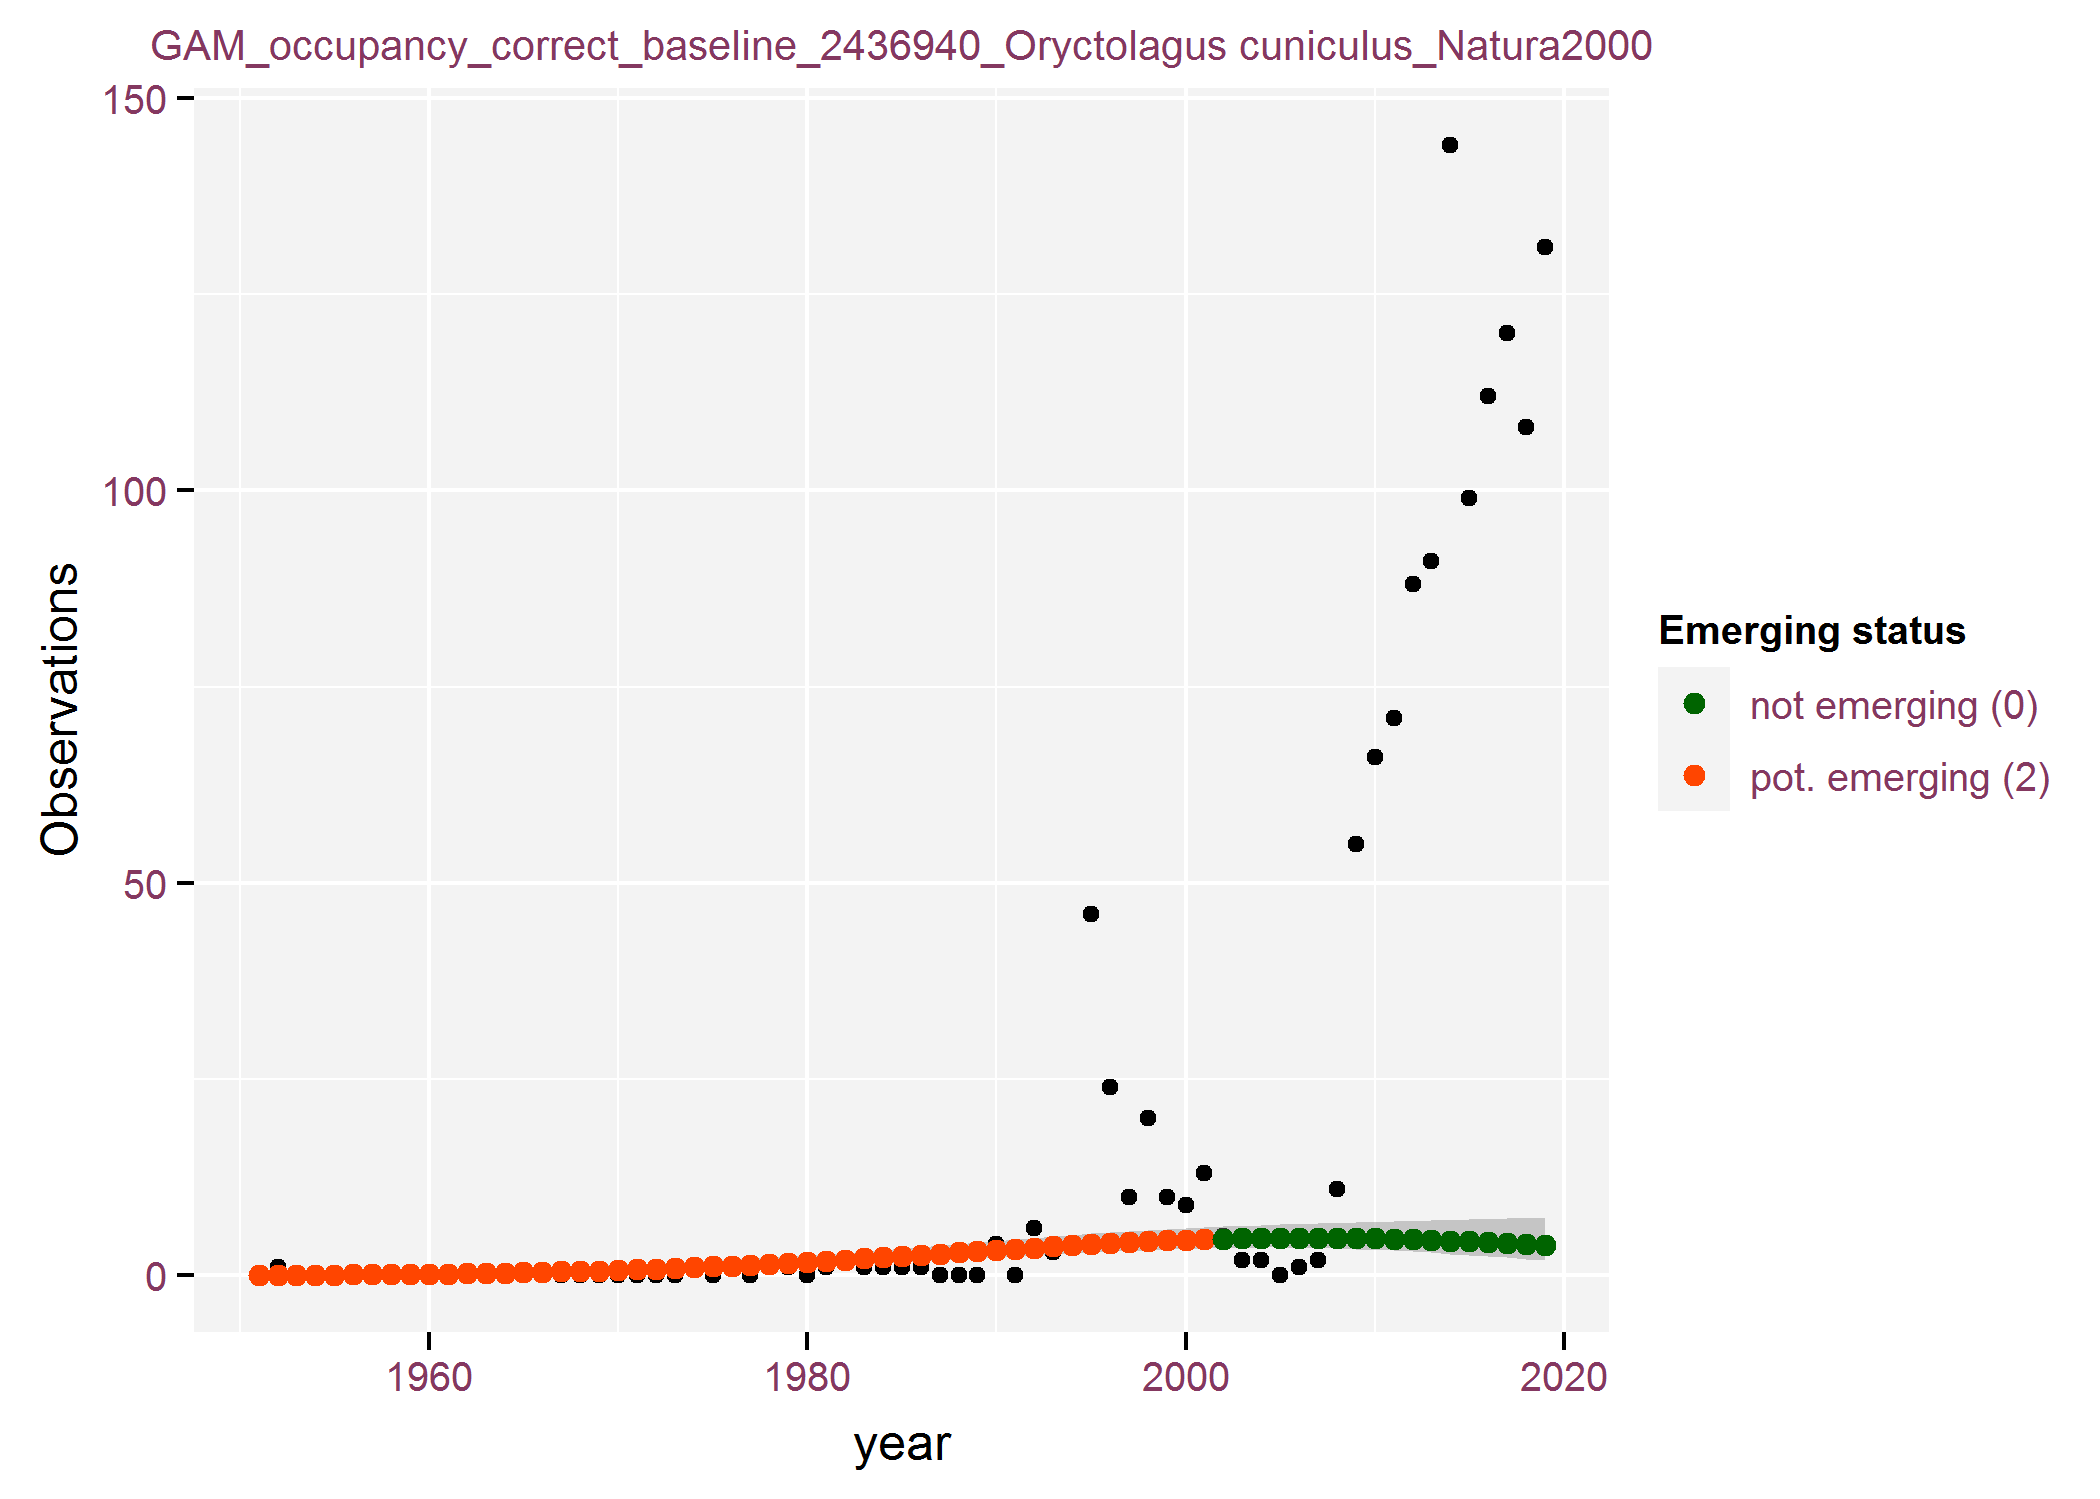 GAM_occupancy_correct_baseline_2436940_Oryctolagus cuniculus_Natura2000
150
100
50
0
Observations
1960 1980 2000 2020
year
Emerging status
not emerging (0)
pot. emerging (2)